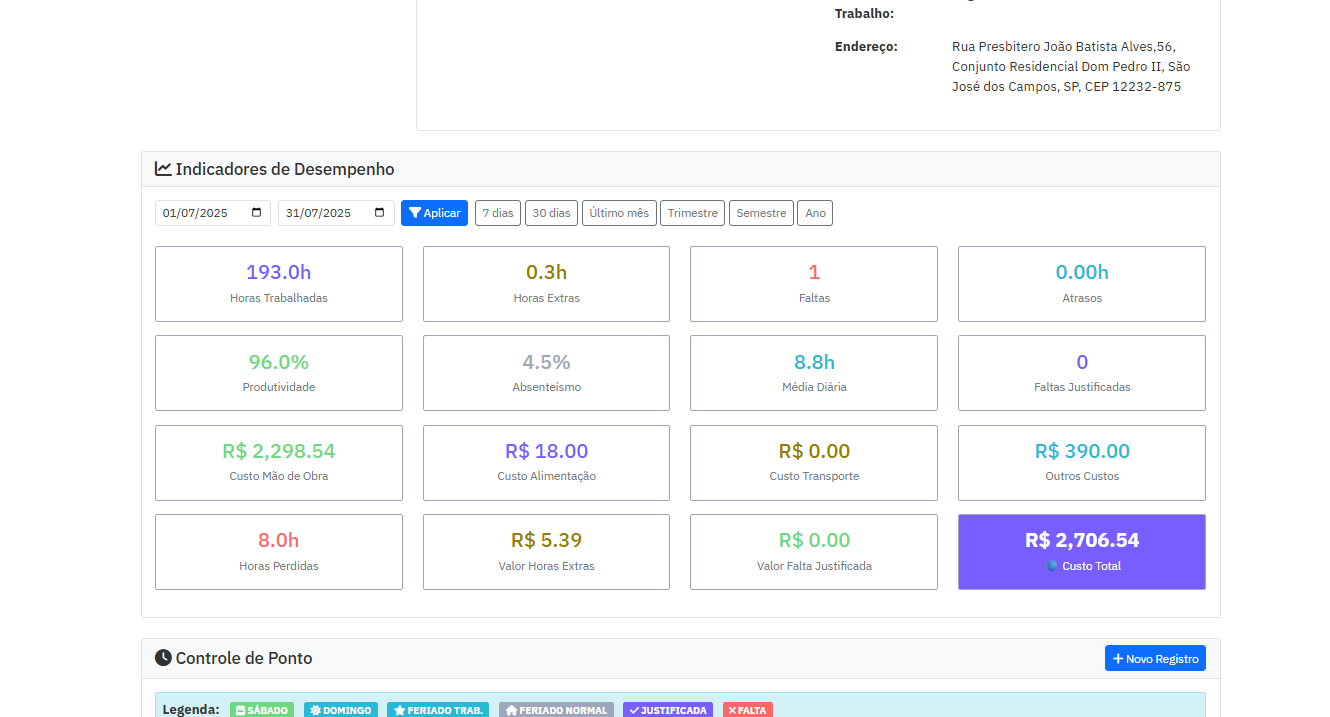 Trabalho:
Endereço: Rua Presbitero João Batista Alves,56,
Conjunto Residencial Dom Pedro II, São
José dos Campos, SP, CEP 12232-875
Indicadores de Desempenho
01/07/2025 31/07/2025 Aplicar 7 dias 30 dias Último mês Trimestre Semestre Ano
193.0h 0.3h 1 0.00h
Horas Trabalhadas Horas Extras Faltas Atrasos
96.0% 4.5% 8.8h 0
Produtividade Absenteísmo Média Diária Faltas Justificadas
R$ 2,298.54 R$ 18.00 R$ 0.00 R$ 390.00
Custo Mão de Obra Custo Alimentação Custo Transporte Outros Custos
8.0h R$ 5.39 R$ 0.00 R$ 2,706.54
Horas Perdidas Valor Horas Extras Valor Falta Justificada Custo Total
Controle de Ponto Novo Registro
Legenda: SÁBADO DOMINGO FERIADO TRAB. FERIADO NORMAL JUSTIFICADA FALTA